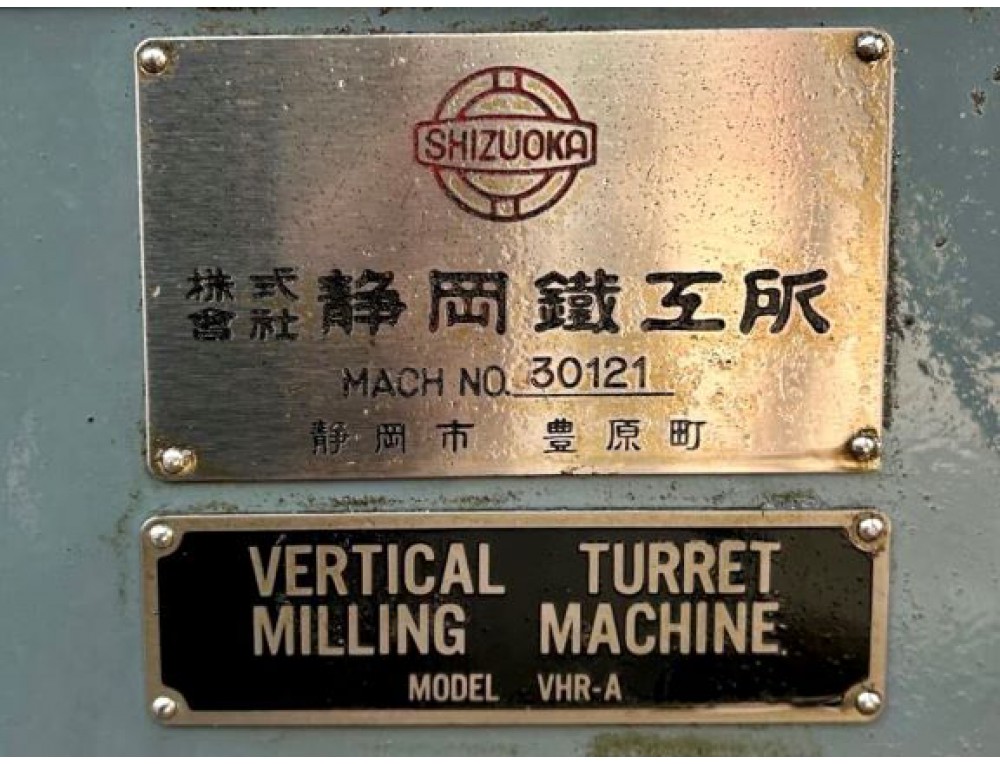 SHIZUOKA
株式會社 静岡鐵工所
MACH NO. 30121
静岡市 豊原町
VERTICAL TURRET
MILLING MACHINE
MODEL VHR-A